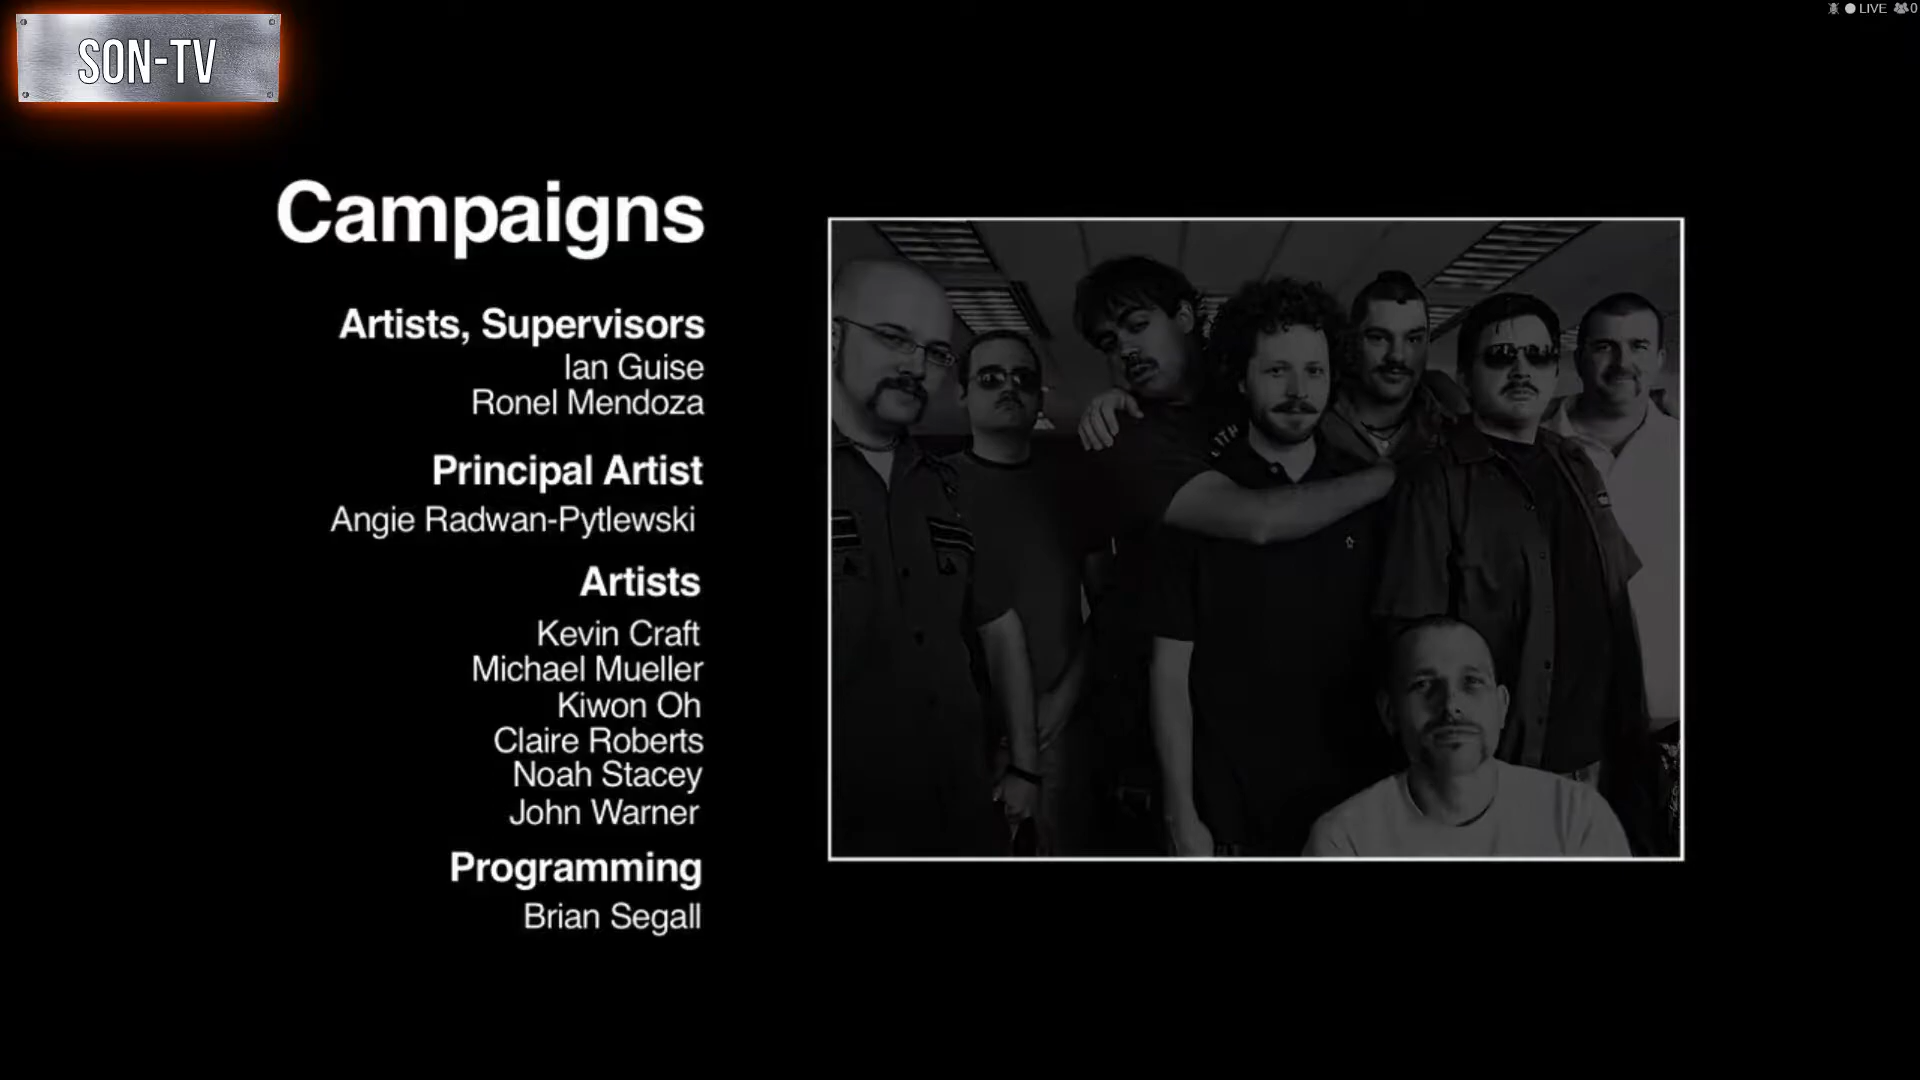 SON-TV
LIVE 0
Campaigns
Artists, Supervisors
Ian Guise
Ronel Mendoza
Principal Artist
Angie Radwan-Pytlewski
Artists
Kevin Craft
Michael Mueller
Kiwon Oh
Claire Roberts
Noah Stacey
John Warner
Programming
Brian Segall